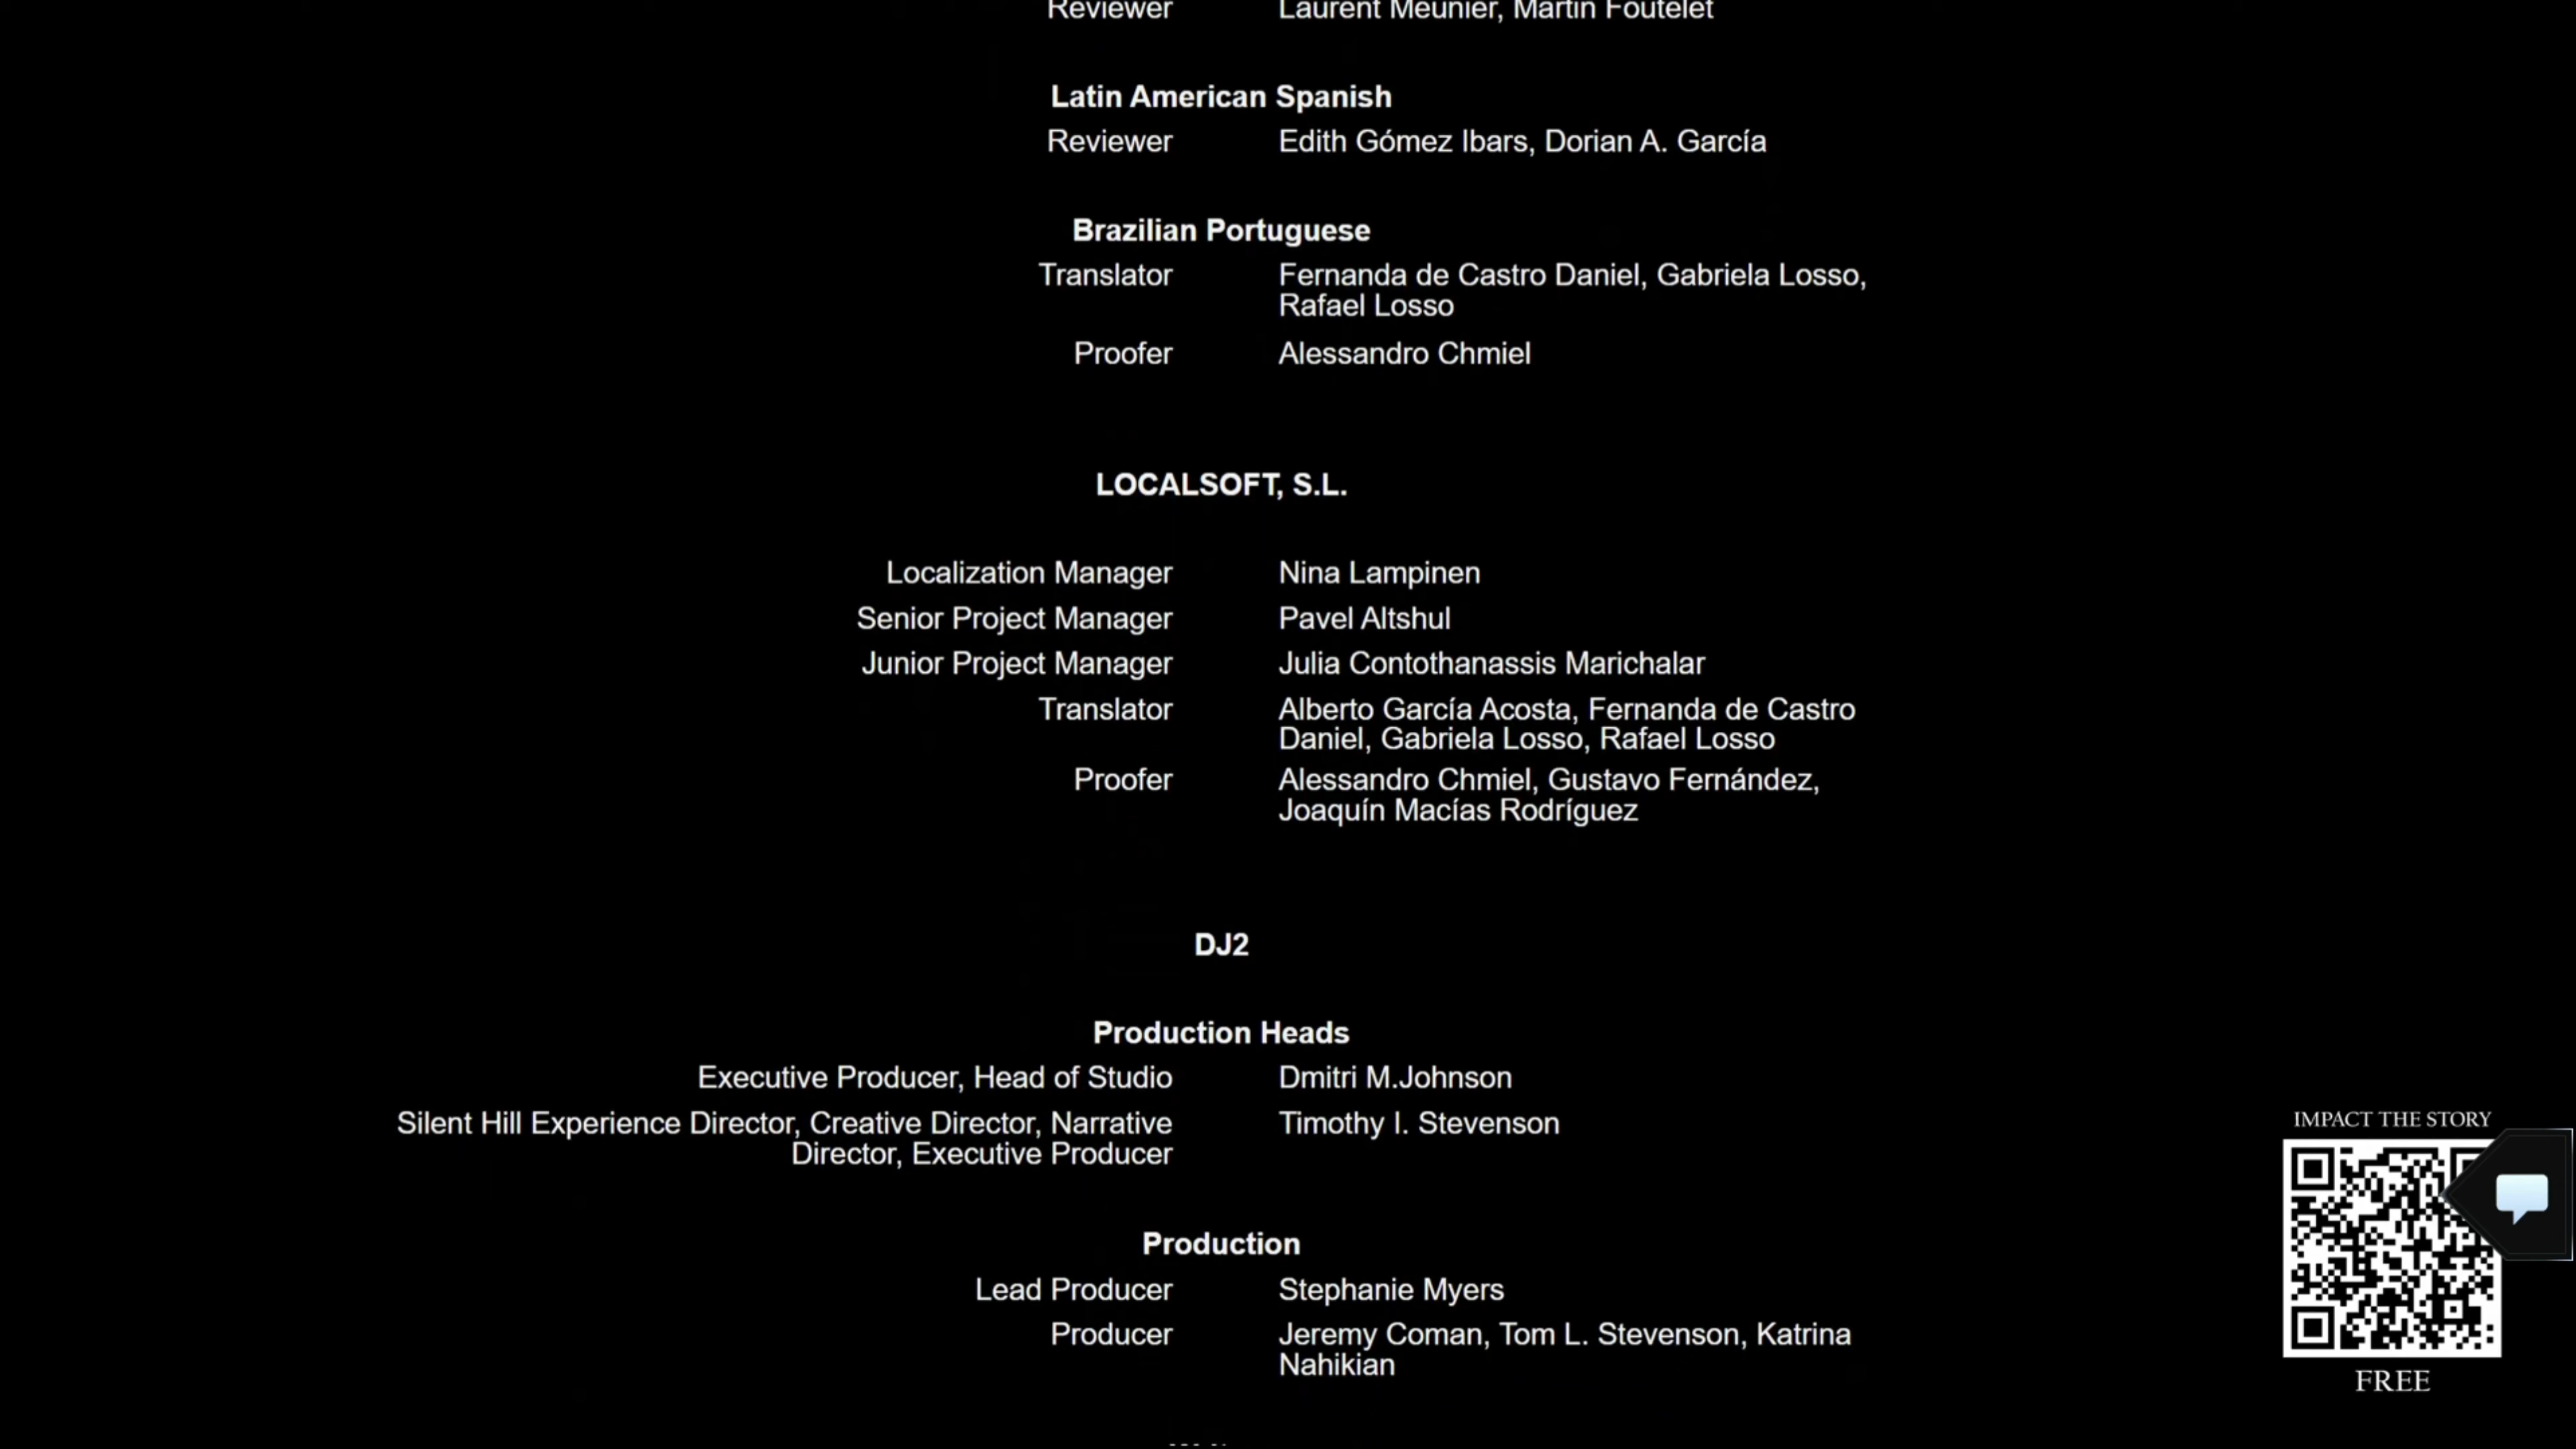 Reviewer Laurent Meunier, Martin Foutelet
Latin American Spanish
Reviewer Edith Gómez Ibars, Dorian A. García
Brazilian Portuguese
Translator Fernanda de Castro Daniel, Gabriela Losso,
Rafael Losso
Proofer Alessandro Chmiel
LOCALSOFT, S.L.
Localization Manager Nina Lampinen
Senior Project Manager Pavel Altshul
Junior Project Manager Julia Contothanassis Marichalar
Translator Alberto García Acosta, Fernanda de Castro
Daniel, Gabriela Losso, Rafael Losso
Proofer Alessandro Chmiel, Gustavo Fernández,
Joaquín Macías Rodríguez
DJ2
Production Heads
Executive Producer, Head of Studio Dmitri M.Johnson
Silent Hill Experience Director, Creative Director, Narrative Timothy I. Stevenson
Director, Executive Producer
Production
Lead Producer Stephanie Myers
Producer Jeremy Coman, Tom L. Stevenson, Katrina
Nahikian
IMPACT THE STORY
FREE